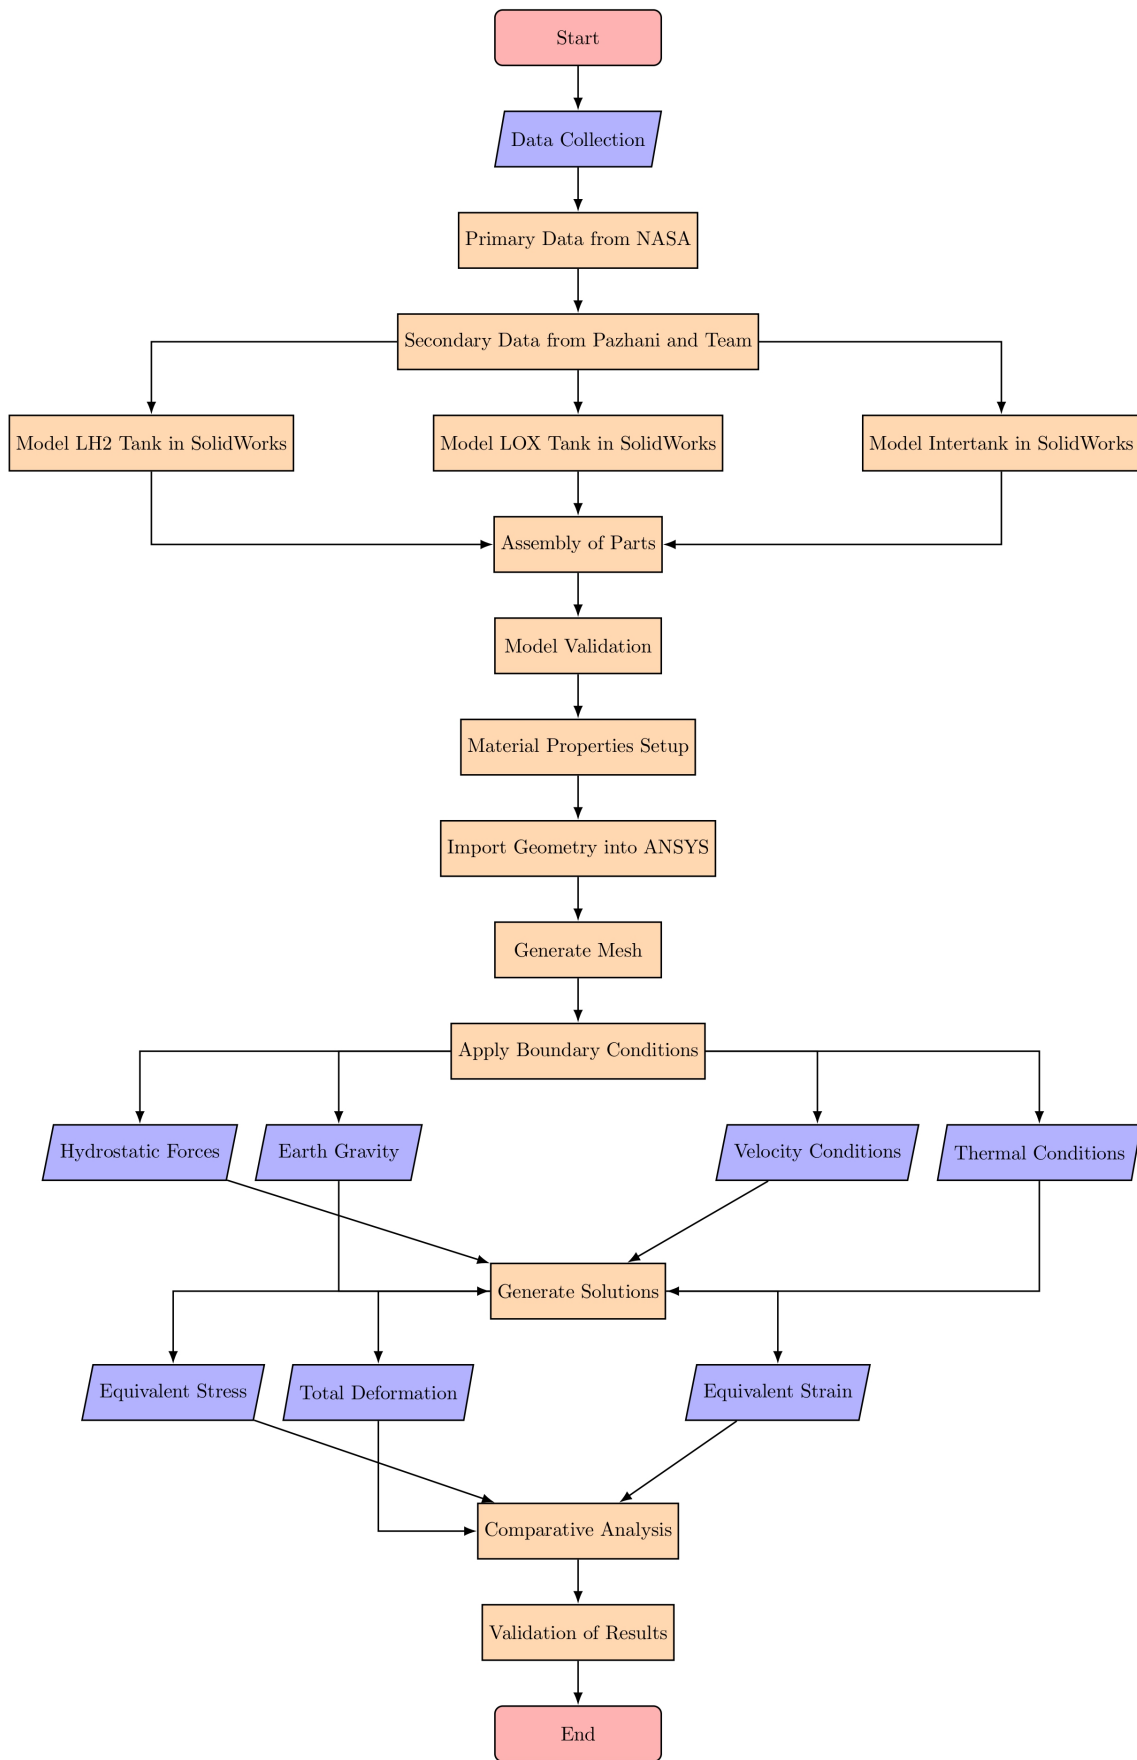 Start
Data Collection
Primary Data from NASA
Secondary Data from Pazhani and Team
Model LH2 Tank in SolidWorks
Model LOX Tank in SolidWorks
Model Intertank in SolidWorks
Assembly of Parts
Model Validation
Material Properties Setup
Import Geometry into ANSYS
Generate Mesh
Apply Boundary Conditions
Hydrostatic Forces
Earth Gravity
Velocity Conditions
Thermal Conditions
Generate Solutions
Equivalent Stress
Total Deformation
Equivalent Strain
Comparative Analysis
Validation of Results
End